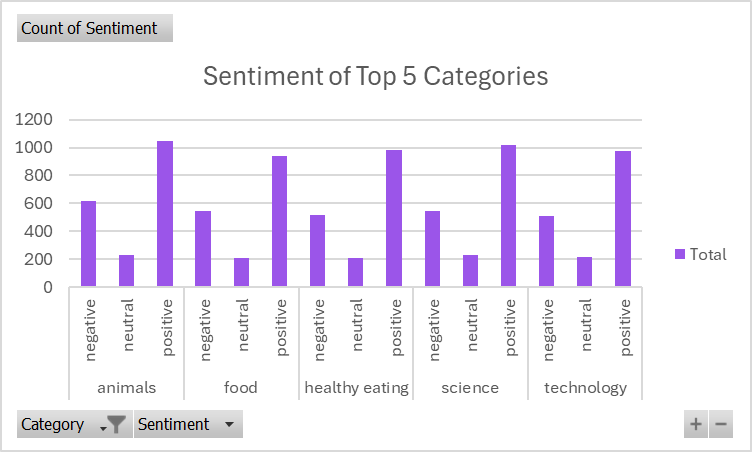 Count of Sentiment
Sentiment of Top 5 Categories
1200
1000
800
600
400
200
0
negative
neutral
positive
negative
neutral
positive
negative
neutral
positive
negative
neutral
positive
negative
neutral
positive
animals
food
healthy eating
science
technology
Total
Category
Sentiment
+ −